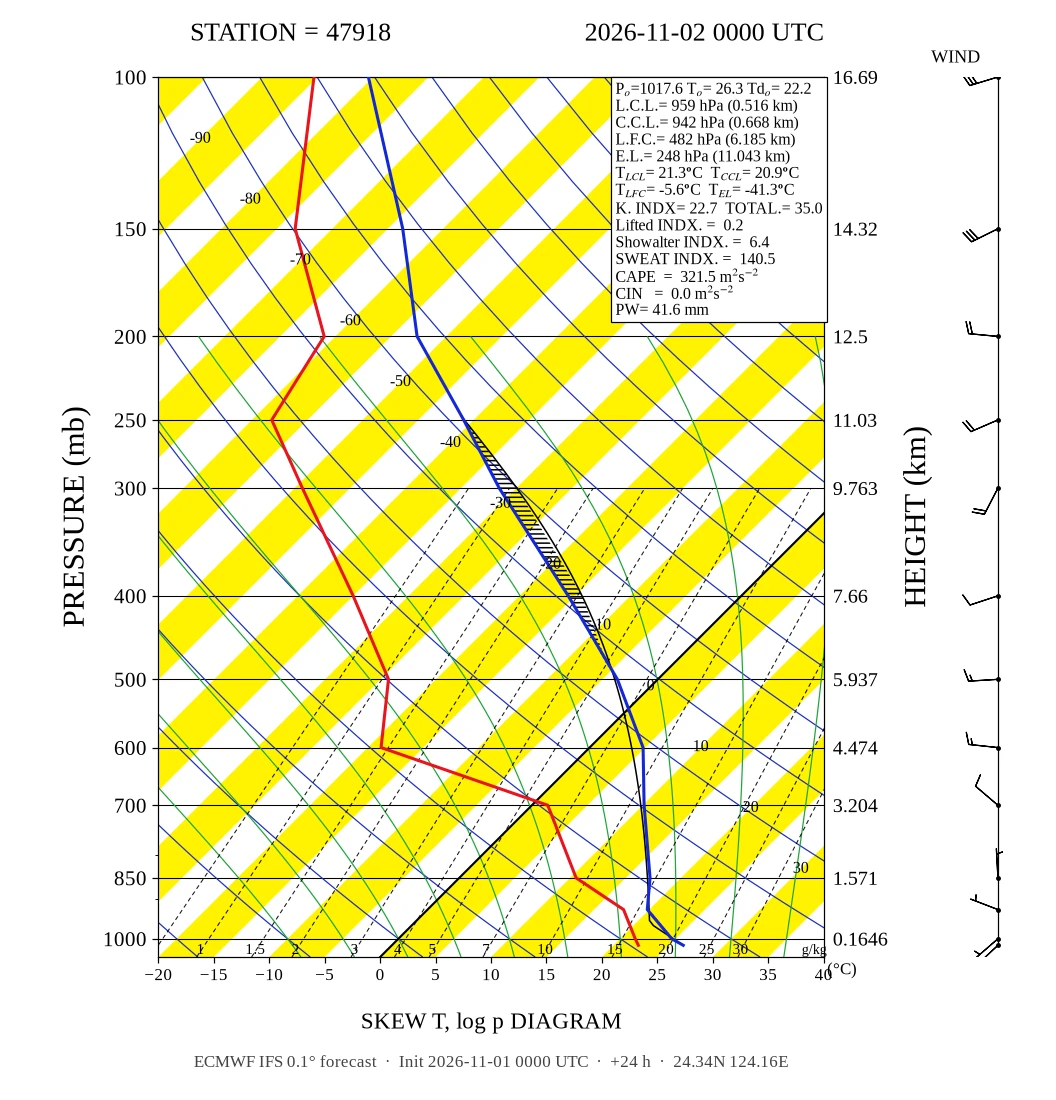 STATION = 47918
2026-11-02 0000 UTC
WIND
Po=1017.6 To= 26.3 Tdo= 22.2
L.C.L.= 959 hPa (0.516 km)
C.C.L.= 942 hPa (0.668 km)
L.F.C.= 482 hPa (6.185 km)
E.L.= 248 hPa (11.043 km)
TLCL= 21.3°C TCCL= 20.9°C
TLFC= -5.6°C TEL= -41.3°C
K. INDX= 22.7 TOTAL.= 35.0
Lifted INDX. = 0.2
Showalter INDX. = 6.4
SWEAT INDX. = 140.5
CAPE = 321.5 m²s⁻²
CIN = 0.0 m²s⁻²
PW= 41.6 mm
100 16.69
-90
-80
150 14.32
-70
-60
200 12.5
-50
250 11.03
-40
300 9.763
-30
-20
400 7.66
-10
500 5.937
0
600 4.474
10
700 3.204
20
850 1.571
30
1000 0.1646
PRESSURE (mb)
HEIGHT (km)
1 1.5 2 3 4 5 7 10 15 20 25 30 g/kg
−20 −15 −10 −5 0 5 10 15 20 25 30 35 40 (°C)
SKEW T, log p DIAGRAM
ECMWF IFS 0.1° forecast · Init 2026-11-01 0000 UTC · +24 h · 24.34N 124.16E